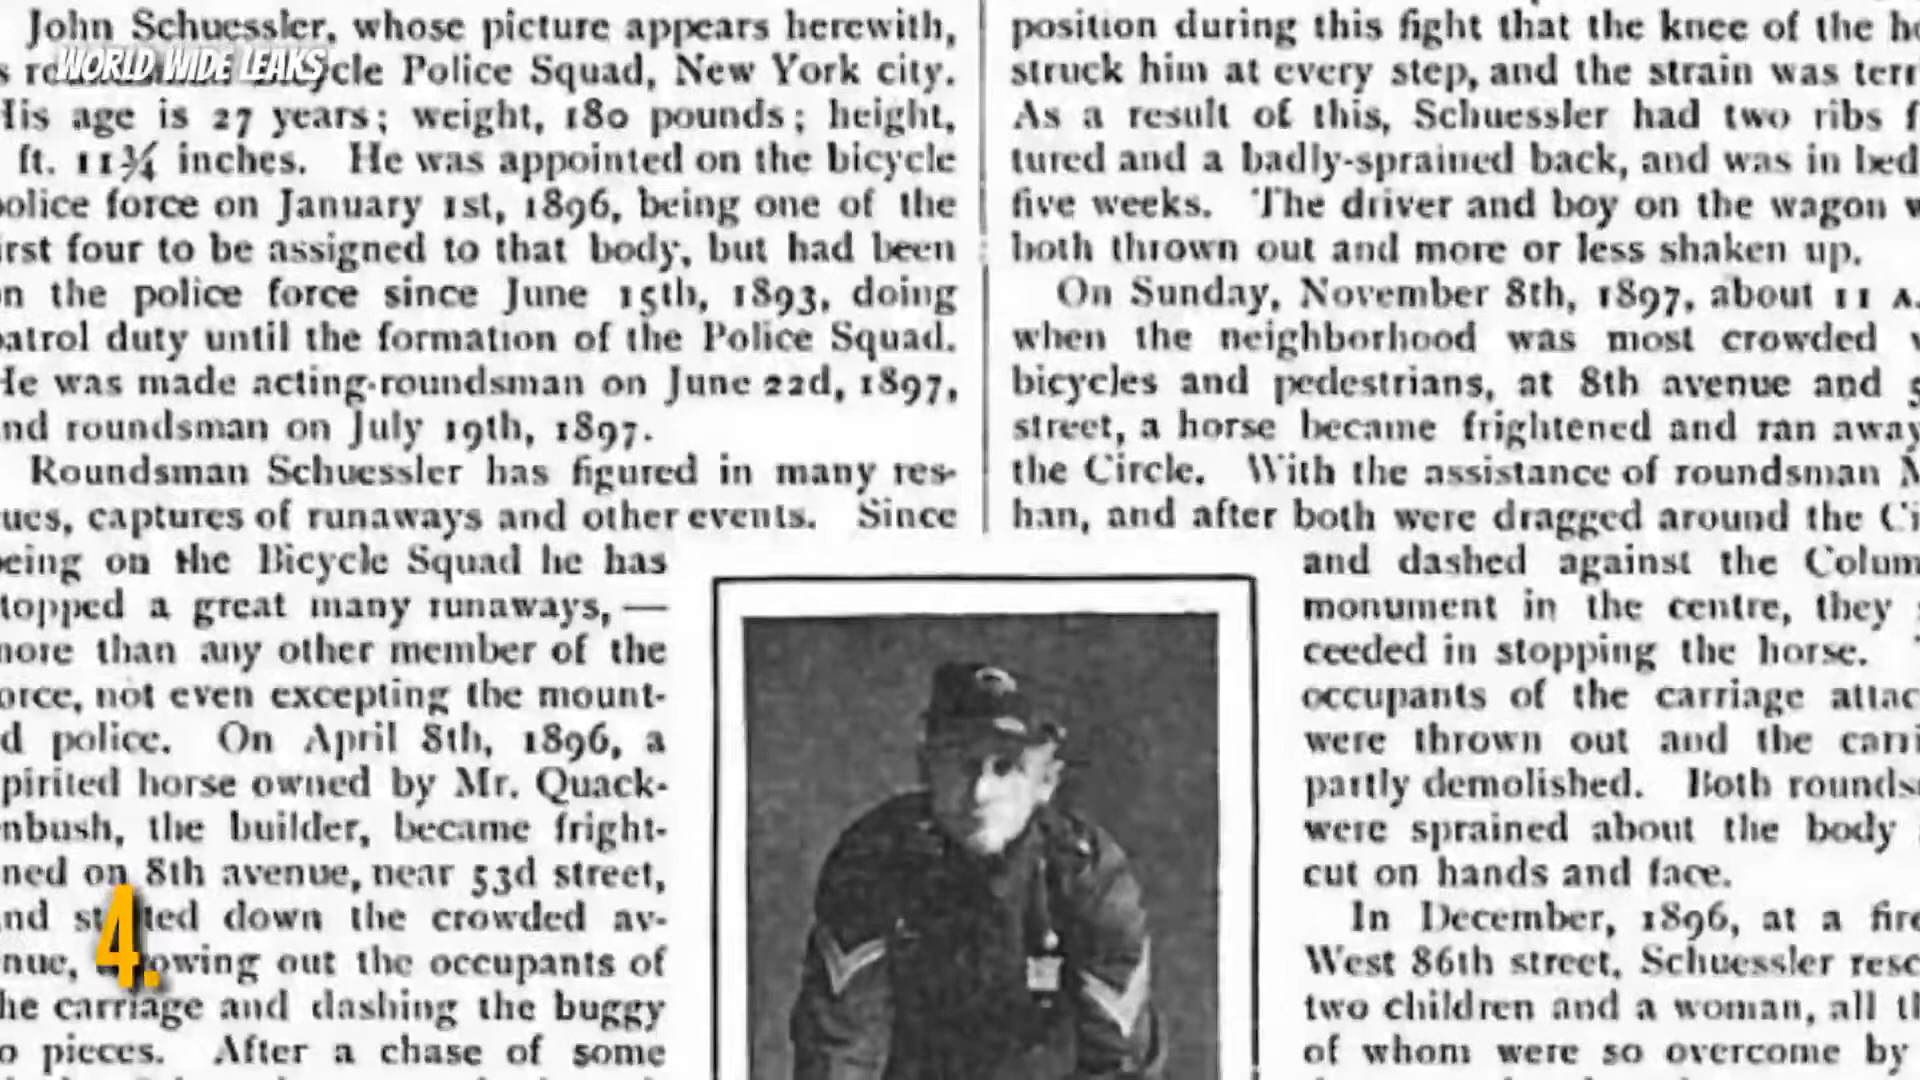 John Schuessler, whose picture appears herewith,
WORLD WIDE LEAKS
cle Police Squad, New York city.
His age is 27 years; weight, 180 pounds; height,
ft. 11¾ inches. He was appointed on the bicycle
police force on January 1st, 1896, being one of the
first four to be assigned to that body, but had been
on the police force since June 15th, 1893, doing
patrol duty until the formation of the Police Squad.
He was made acting-roundsman on June 22d, 1897,
and roundsman on July 19th, 1897.
Roundsman Schuessler has figured in many res-
cues, captures of runaways and other events. Since
being on the Bicycle Squad he has
stopped a great many runaways,—
more than any other member of the
force, not even excepting the mount-
ed police. On April 8th, 1896, a
spirited horse owned by Mr. Quack-
enbush, the builder, became fright-
ened on 8th avenue, near 53d street,
and started down the crowded av-
enue, throwing out the occupants of
the carriage and dashing the buggy
to pieces. After a chase of some
4.
position during this fight that the knee of the
struck him at every step, and the strain was
As a result of this, Schuessler had two ribs
tured and a badly-sprained back, and was in bed
five weeks. The driver and boy on the wagon
both thrown out and more or less shaken up.
On Sunday, November 8th, 1897, about 11 A.
when the neighborhood was most crowded
bicycles and pedestrians, at 8th avenue and
street, a horse became frightened and ran away
the Circle. With the assistance of roundsman
han, and after both were dragged around the
and dashed against the
monument in the centre, they
ceeded in stopping the horse.
occupants of the carriage
were thrown out and the
partly demolished. Both
were sprained about the body
cut on hands and face.
In December, 1896, at a fire
West 86th street, Schuessler
two children and a woman, all
of whom were so overcome by